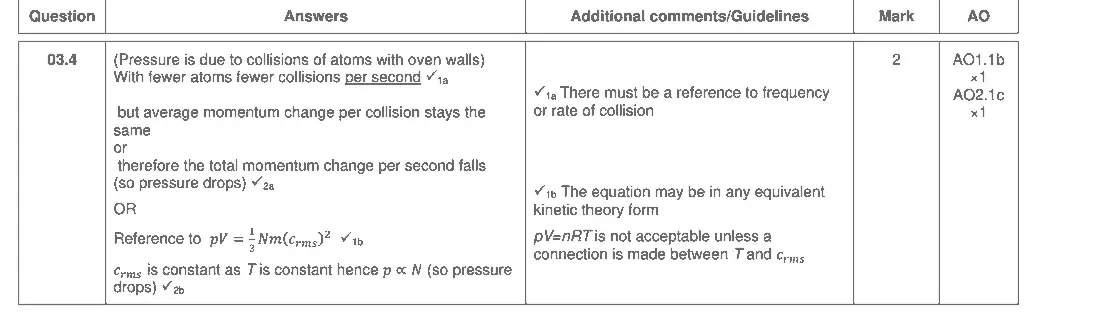 Question Answers Additional comments/Guidelines Mark AO
03.4 (Pressure is due to collisions of atoms with oven walls) 2 AO1.1b
With fewer atoms fewer collisions per second ✓1a ×1
✓1a There must be a reference to frequency AO2.1c
or rate of collision ×1
but average momentum change per collision stays the
same
or
therefore the total momentum change per second falls
(so pressure drops) ✓2a
✓1b The equation may be in any equivalent
kinetic theory form
OR
Reference to pV = 1/3 Nm(crms)² ✓1b
pV=nRT is not acceptable unless a
connection is made between T and crms
crms is constant as T is constant hence p ∝ N (so pressure
drops) ✓2b